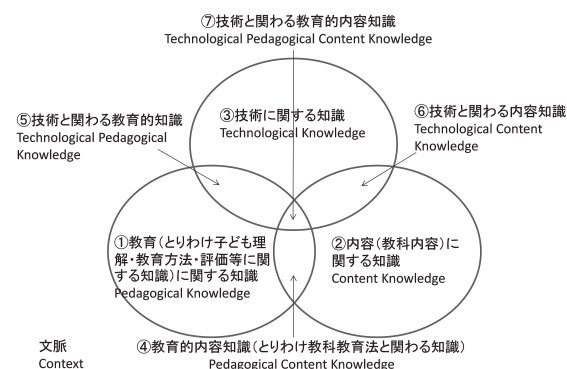 ⑦技術と関わる教育的内容知識
Technological Pedagogical Content Knowledge
⑤技術と関わる教育的知識
Technological Pedagogical
Knowledge
③技術に関する知識
Technological Knowledge
⑥技術と関わる内容知識
Technological Content
Knowledge
①教育(とりわけ子ども理
解・教育方法・評価等に関
する知識)に関する知識
Pedagogical Knowledge
②内容(教科内容)に
関する知識
Content Knowledge
文脈
Context
④教育的内容知識(とりわけ教科教育法と関わる知識)
Pedagogical Content Knowledge